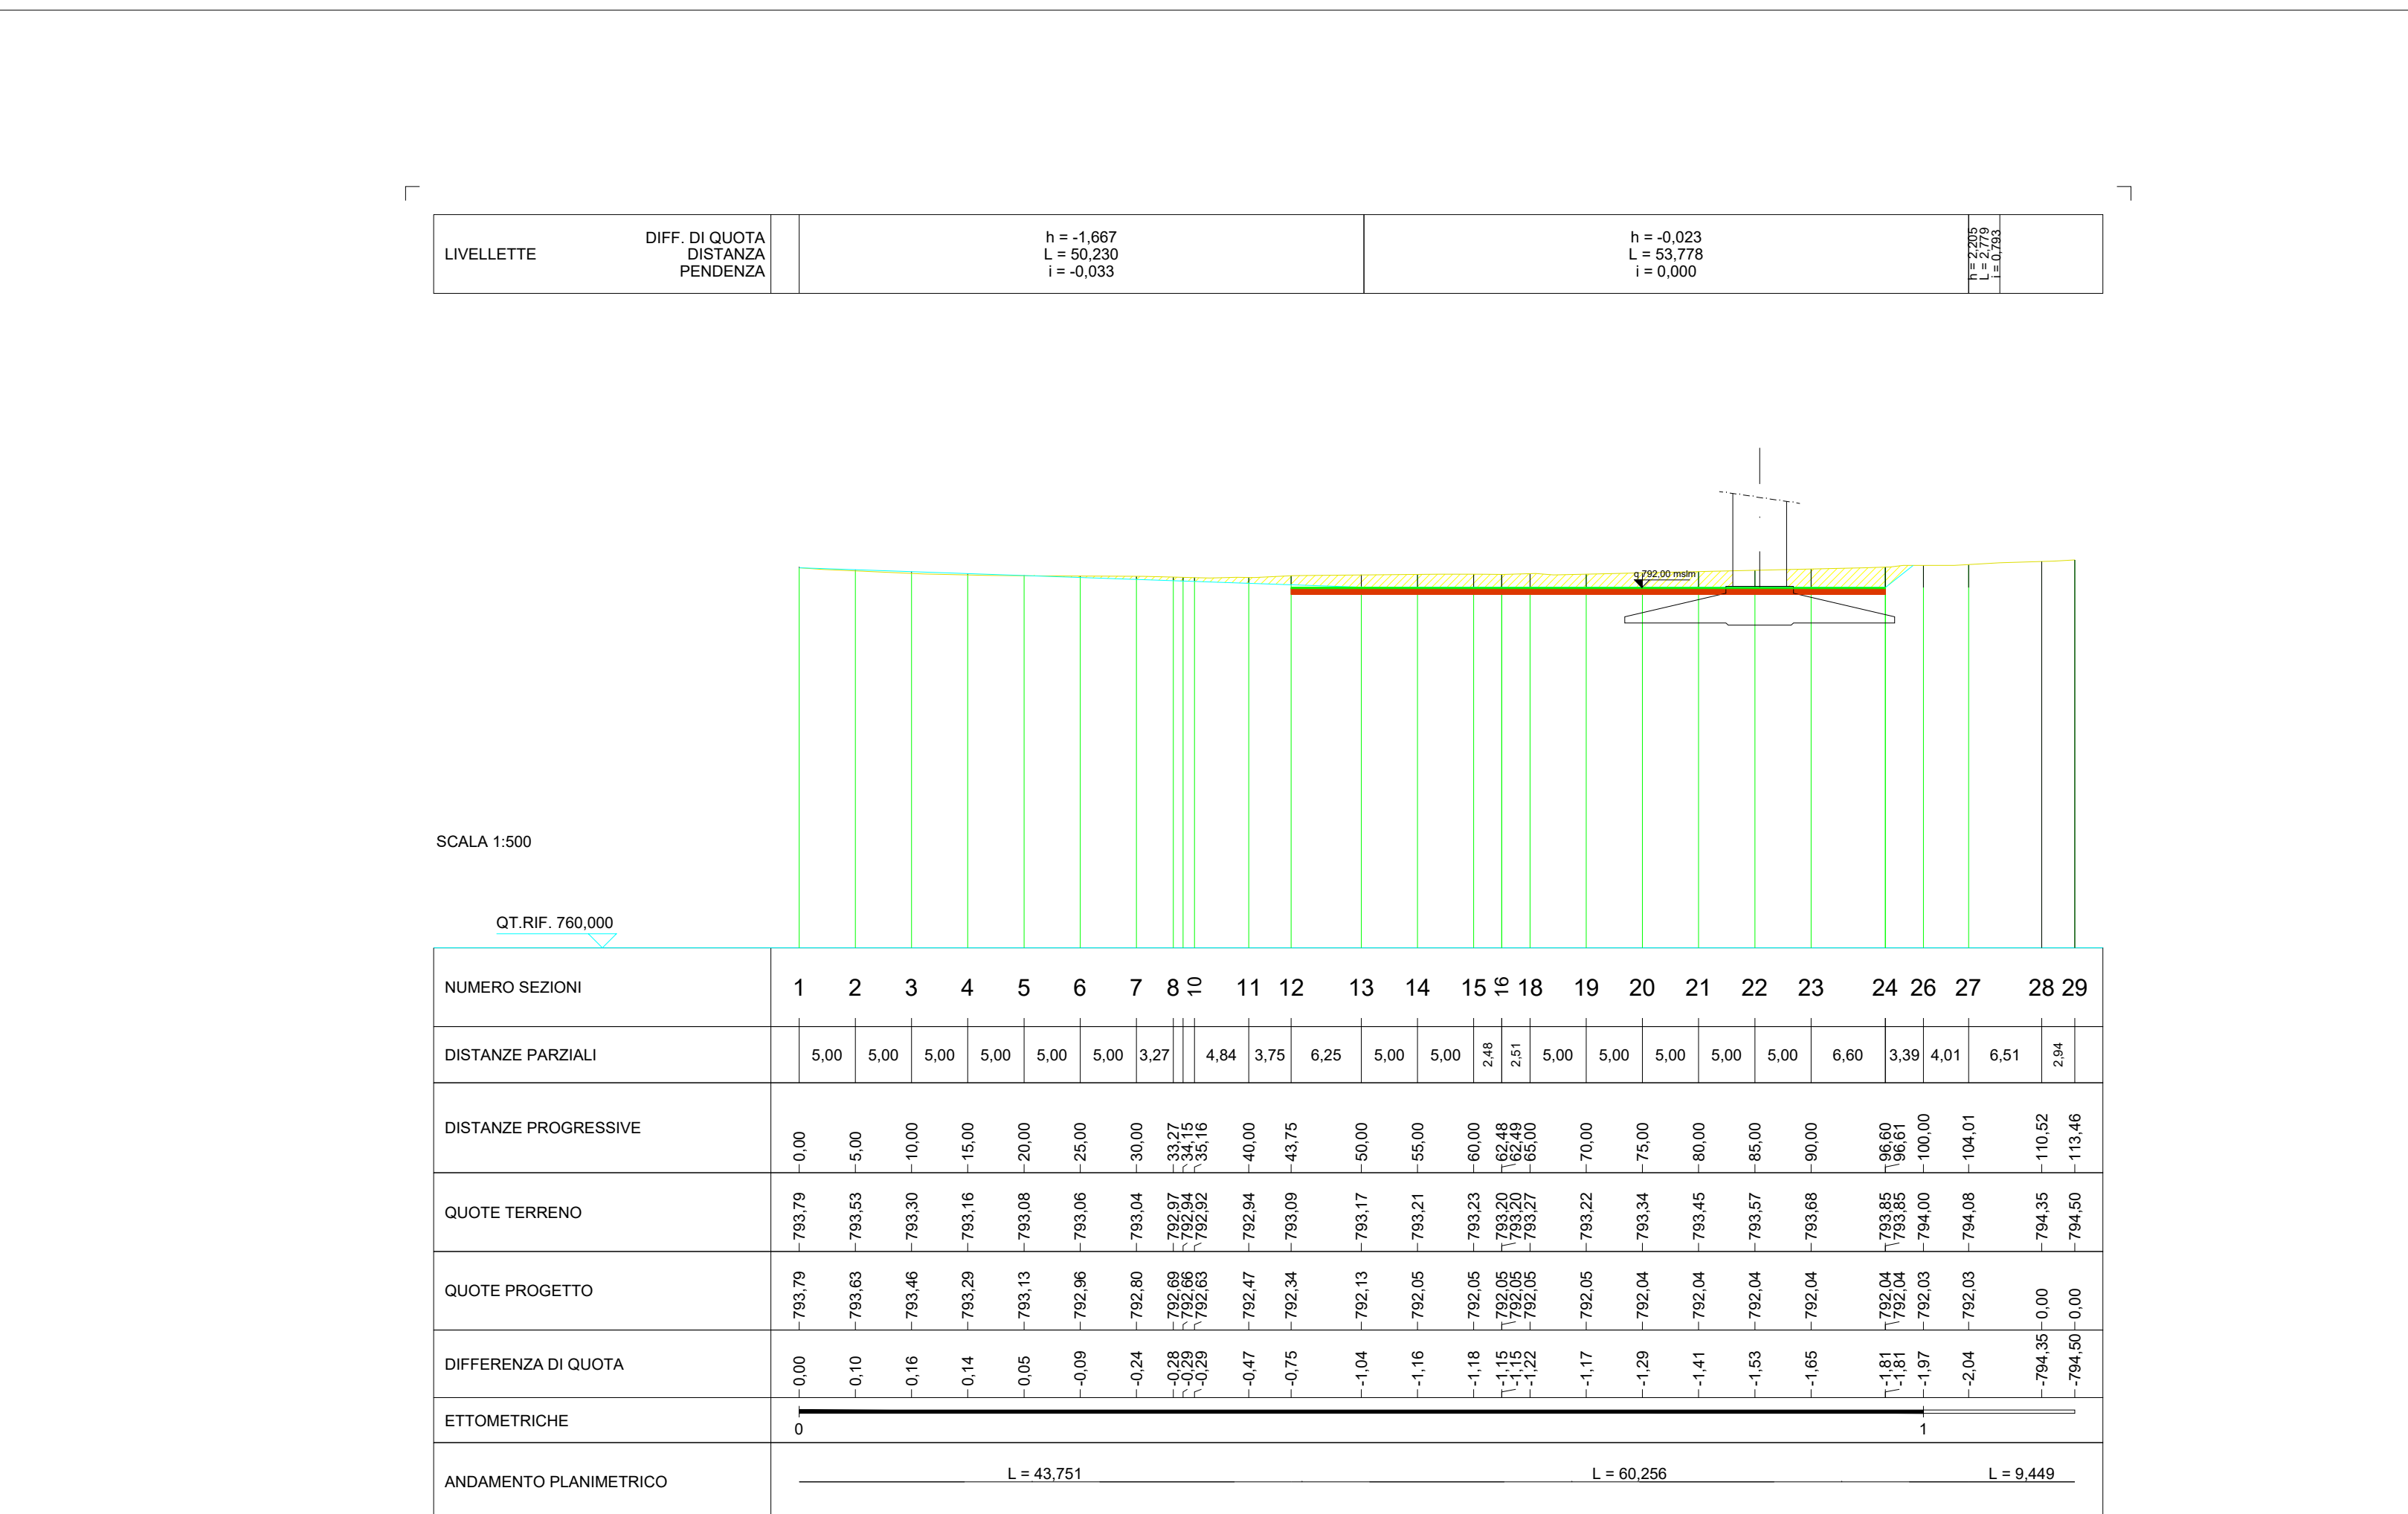 LIVELLETTE
DIFF. DI QUOTA
DISTANZA
PENDENZA
h = -1,667
L = 50,230
i = -0,033
h = -0,023
L = 53,778
i = 0,000
h = 2,205
L = 2,779
i = 0,793
q 792,00 mslm
SCALA 1:500
QT.RIF. 760,000
NUMERO SEZIONI 1 2 3 4 5 6 7 8 10 11 12 13 14 15 16 18 19 20 21 22 23 24 26 27 28 29
DISTANZE PARZIALI 5,00 5,00 5,00 5,00 5,00 5,00 3,27 4,84 3,75 6,25 5,00 5,00 2,48 2,51 5,00 5,00 5,00 5,00 5,00 6,60 3,39 4,01 6,51 2,94
DISTANZE PROGRESSIVE 0,00 5,00 10,00 15,00 20,00 25,00 30,00 33,27 34,15 35,16 40,00 43,75 50,00 55,00 60,00 62,48 62,49 65,00 70,00 75,00 80,00 85,00 90,00 96,60 96,61 100,00 104,01 110,52 113,46
QUOTE TERRENO 793,79 793,53 793,30 793,16 793,08 793,06 793,04 792,97 792,94 792,92 792,94 793,09 793,17 793,21 793,23 793,20 793,20 793,27 793,22 793,34 793,45 793,57 793,68 793,85 793,85 794,00 794,08 794,35 794,50
QUOTE PROGETTO 793,79 793,63 793,46 793,29 793,13 792,96 792,80 792,69 792,66 792,63 792,47 792,34 792,13 792,05 792,05 792,05 792,05 792,05 792,05 792,04 792,04 792,04 792,04 792,04 792,04 792,03 792,03 0,00 0,00
DIFFERENZA DI QUOTA 0,00 0,10 0,16 0,14 0,05 -0,09 -0,24 -0,28 -0,29 -0,29 -0,47 -0,75 -1,04 -1,16 -1,18 -1,15 -1,15 -1,22 -1,17 -1,29 -1,41 -1,53 -1,65 -1,81 -1,81 -1,97 -2,04 -794,35 -794,50
ETTOMETRICHE 0 1
ANDAMENTO PLANIMETRICO L = 43,751 L = 60,256 L = 9,449